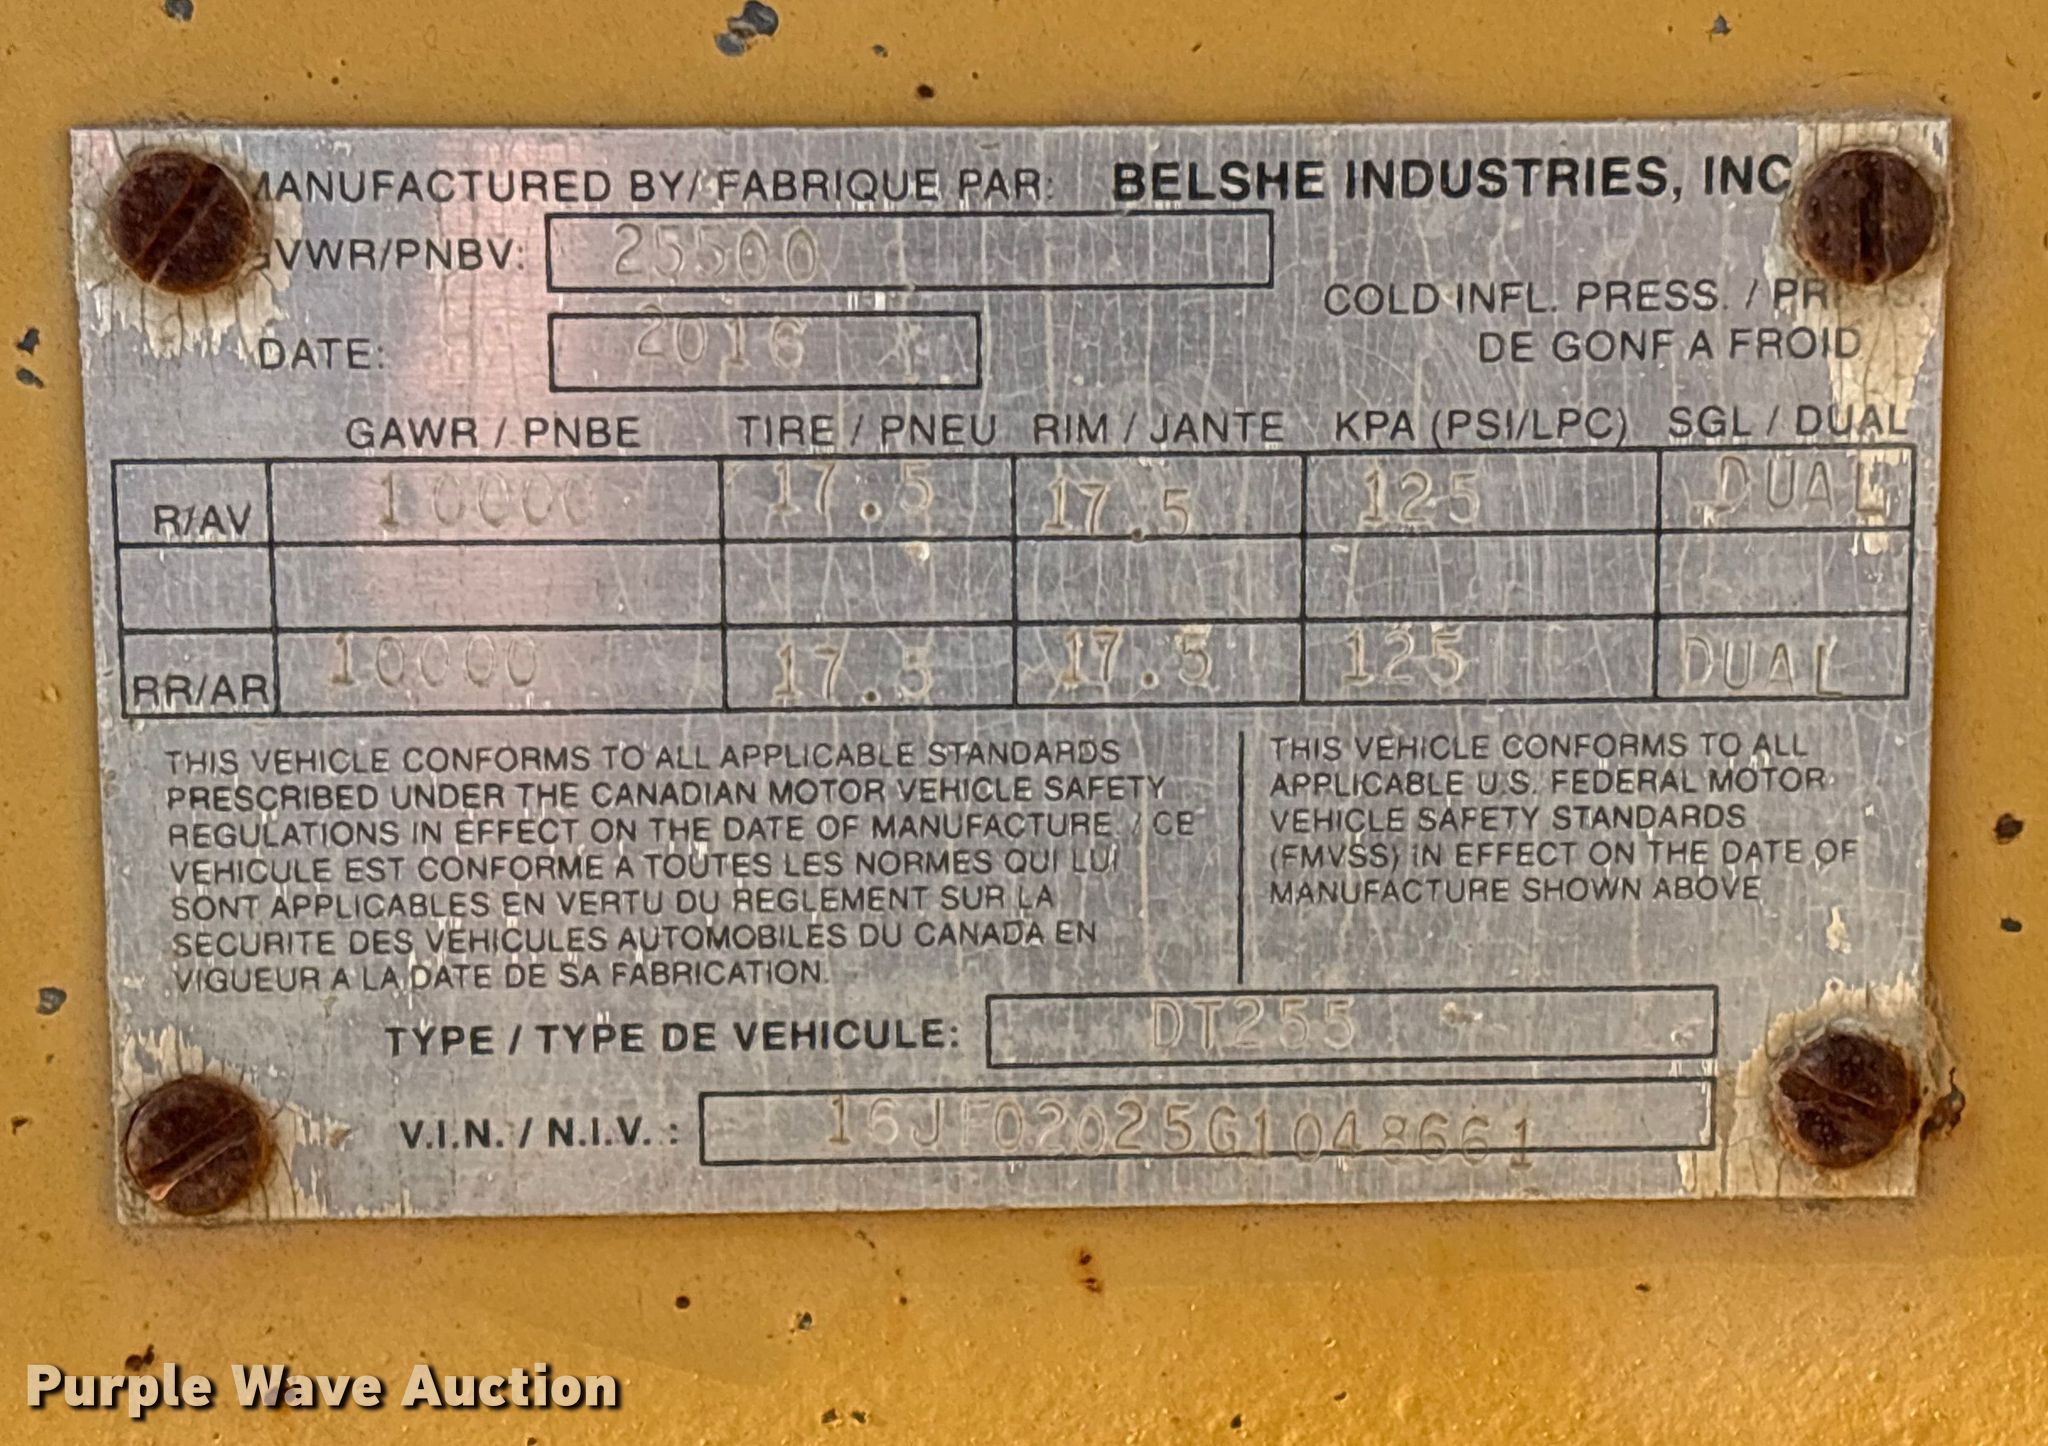 MANUFACTURED BY/ FABRIQUE PAR: BELSHE INDUSTRIES, INC
GVWR/PNBV: 25500
COLD INFL. PRESS. / PRESS
DE GONF A FROID
DATE: 2016
GAWR / PNBE TIRE / PNEU RIM / JANTE KPA (PSI/LPC) SGL / DUAL
R/AV 10000 17.5 17.5 125 DUAL
RR/AR 10000 17.5 17.5 125 DUAL
THIS VEHICLE CONFORMS TO ALL APPLICABLE STANDARDS
PRESCRIBED UNDER THE CANADIAN MOTOR VEHICLE SAFETY
REGULATIONS IN EFFECT ON THE DATE OF MANUFACTURE. / CE
VEHICULE EST CONFORME A TOUTES LES NORMES QUI LUI
SONT APPLICABLES EN VERTU DU REGLEMENT SUR LA
SECURITE DES VEHICULES AUTOMOBILES DU CANADA EN
VIGUEUR A LA DATE DE SA FABRICATION.
THIS VEHICLE CONFORMS TO ALL
APPLICABLE U.S. FEDERAL MOTOR
VEHICLE SAFETY STANDARDS
(FMVSS) IN EFFECT ON THE DATE OF
MANUFACTURE SHOWN ABOVE
TYPE / TYPE DE VEHICULE: DT255
V.I.N. / N.I.V. : 16JF02025G1048661
Purple Wave Auction